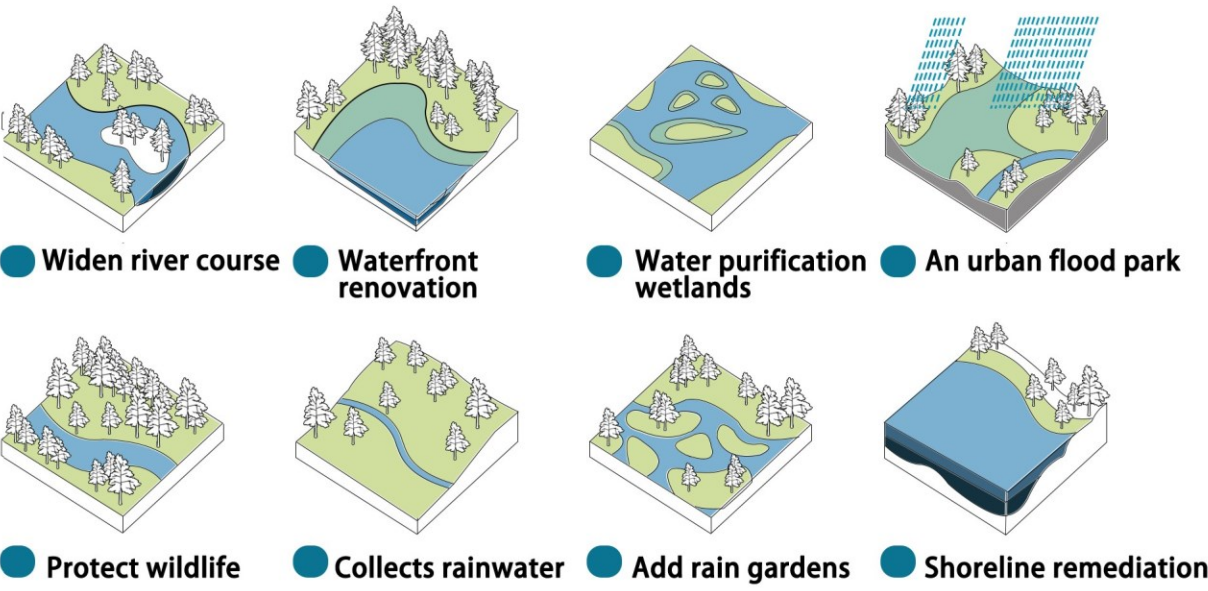 Widen river course
Waterfront
renovation
Water purification
wetlands
An urban flood park
Protect wildlife
Collects rainwater
Add rain gardens
Shoreline remediation